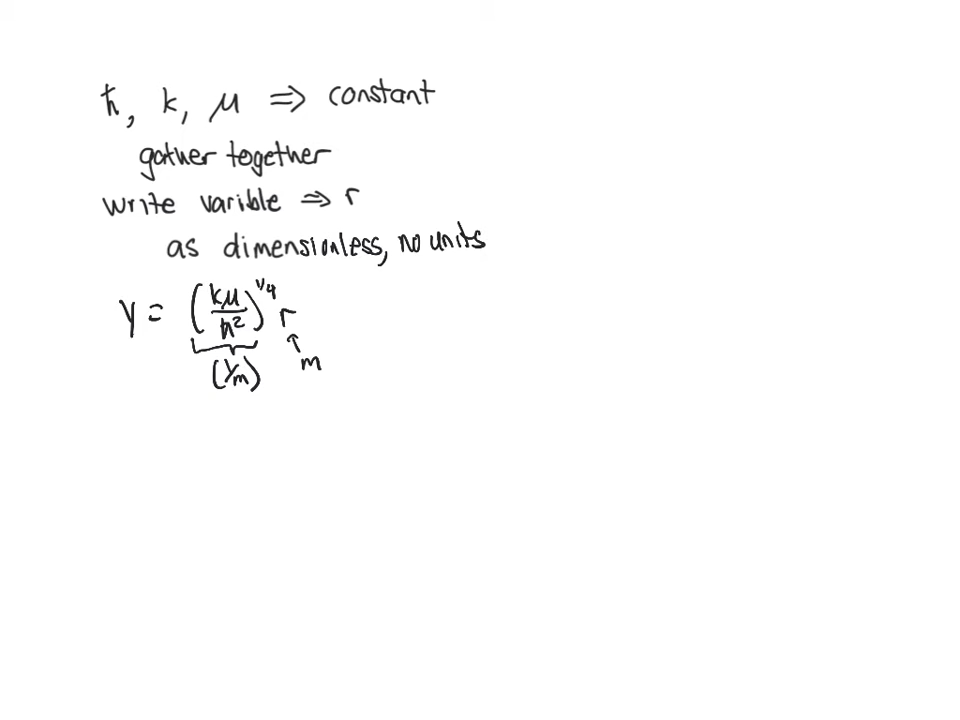 ħ, k, μ ⇒ constant
gather together
write varible ⇒ r
as dimensionless, no units
y = (kμ/ħ²)^1/4 r
(1/m) ↑ m